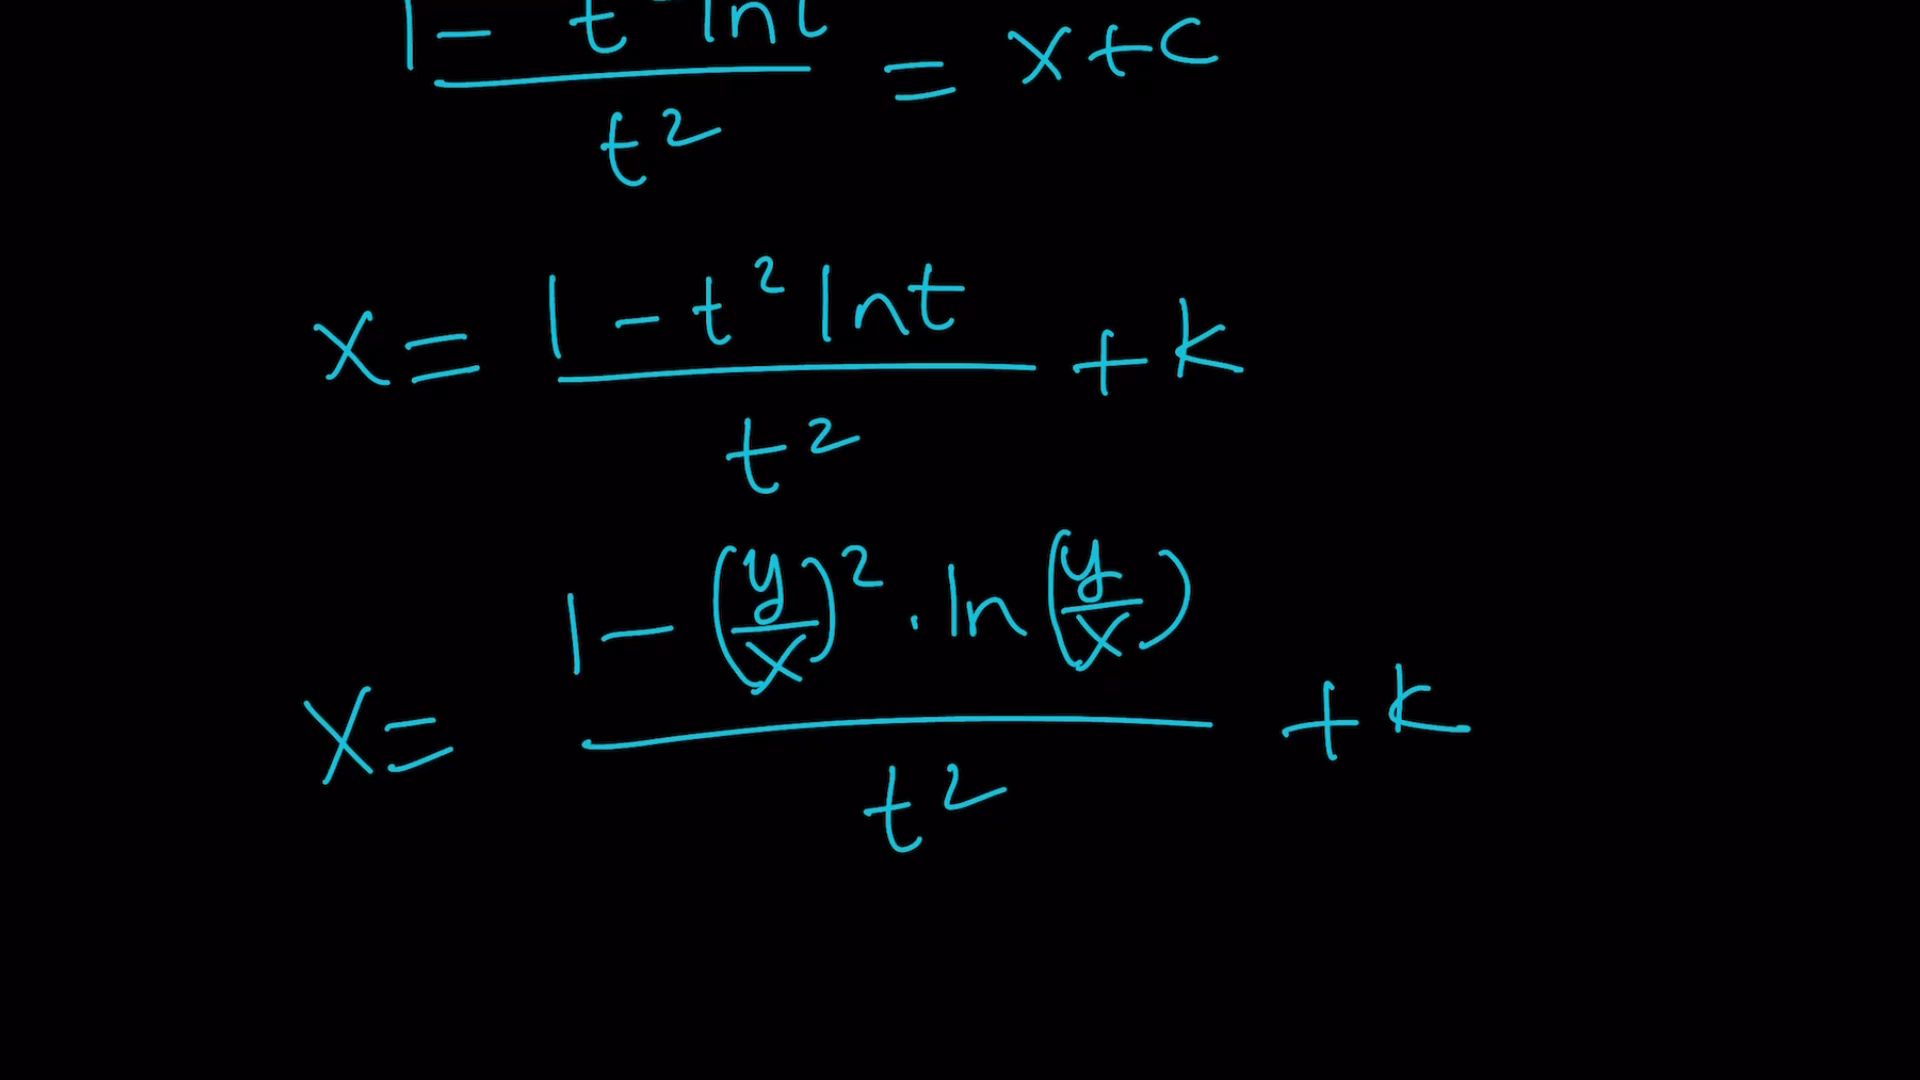 1 - t² ln t / t² = x + c
x = 1 - t² ln t / t² + k
x = 1 - (y/x)² · ln(y/x) / t² + k